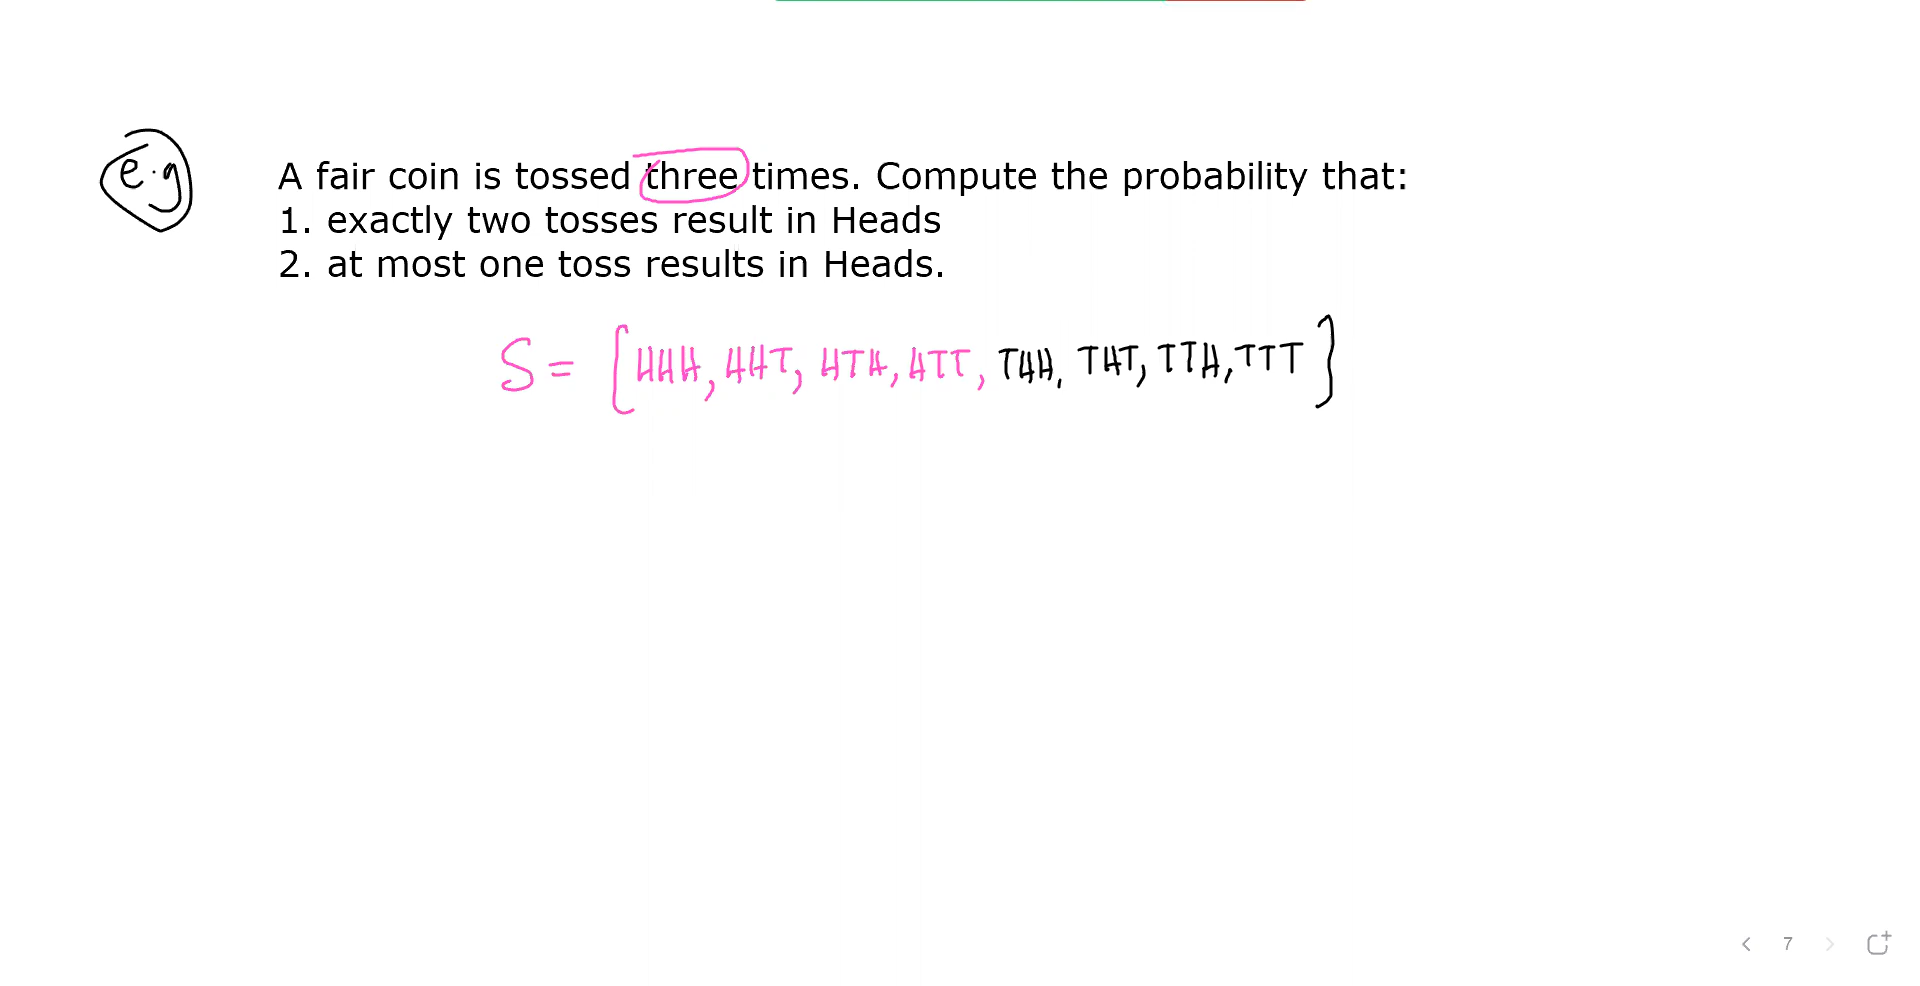 e.g
A fair coin is tossed three times. Compute the probability that:
1. exactly two tosses result in Heads
2. at most one toss results in Heads.
S = {HHH, HHT, HTH, HTT, THH, THT, TTH, TTT}
7